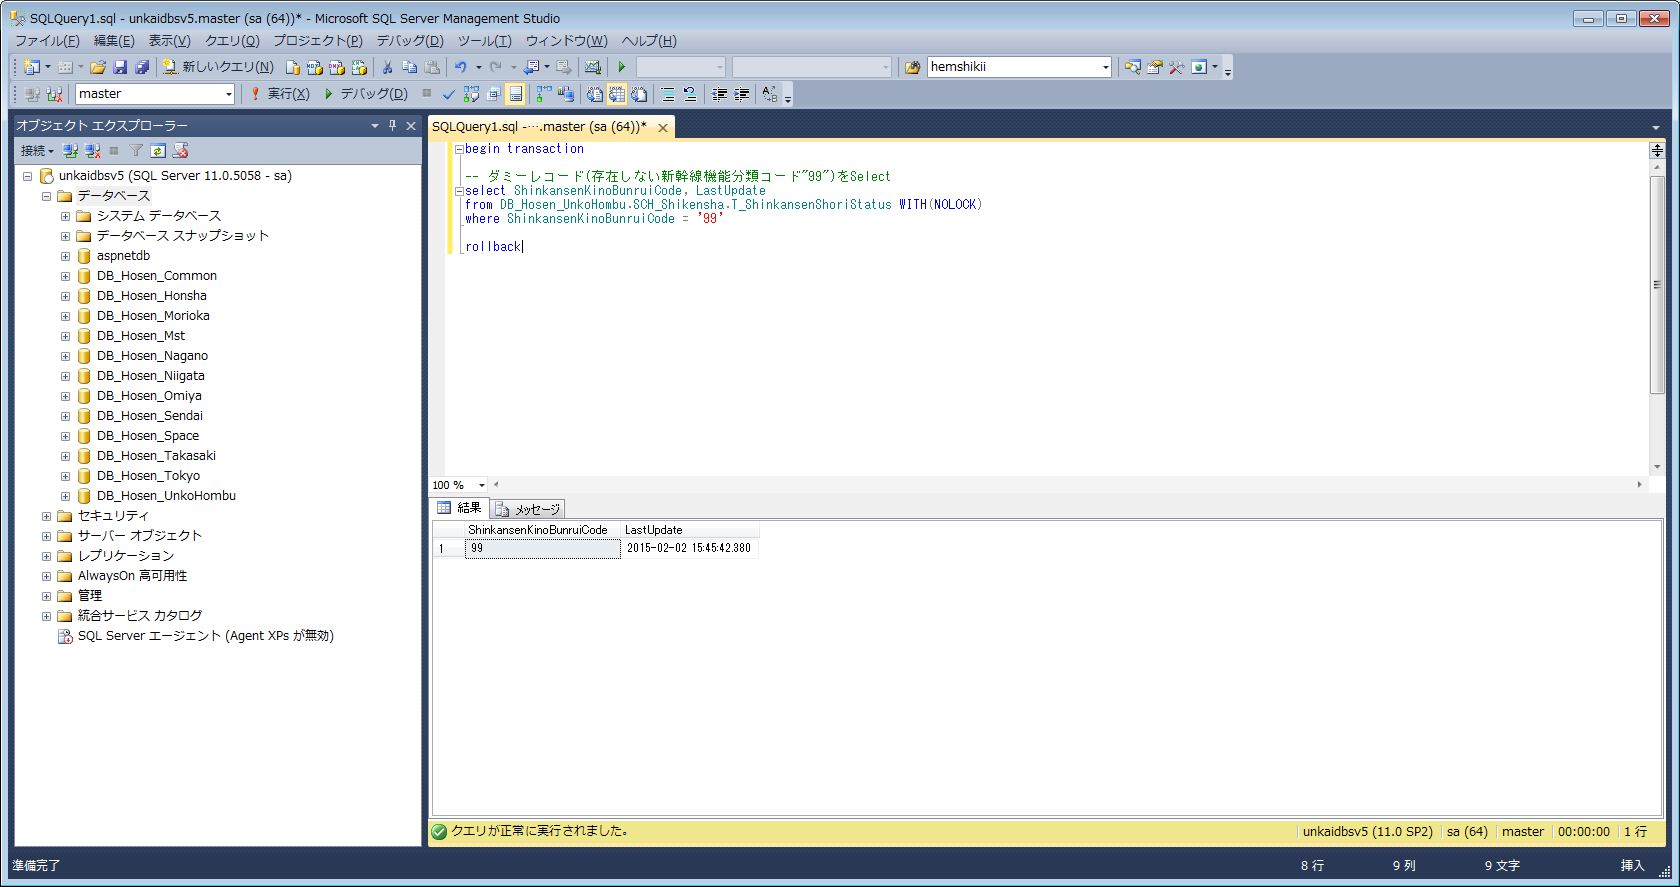 SQLQuery1.sql - unkaidbsv5.master (sa (64))* - Microsoft SQL Server Management Studio
ファイル(F) 編集(E) 表示(V) クエリ(Q) プロジェクト(P) デバッグ(D) ツール(T) ウィンドウ(W) ヘルプ(H)
新しいクエリ(N) hemshikii
master 実行(X) デバッグ(D)
オブジェクト エクスプローラー
接続
unkaidbsv5 (SQL Server 11.0.5058 - sa)
データベース
システム データベース
データベース スナップショット
aspnetdb
DB_Hosen_Common
DB_Hosen_Honsha
DB_Hosen_Morioka
DB_Hosen_Mst
DB_Hosen_Nagano
DB_Hosen_Niigata
DB_Hosen_Omiya
DB_Hosen_Sendai
DB_Hosen_Space
DB_Hosen_Takasaki
DB_Hosen_Tokyo
DB_Hosen_UnkoHombu
セキュリティ
サーバー オブジェクト
レプリケーション
AlwaysOn 高可用性
管理
統合サービス カタログ
SQL Server エージェント (Agent XPs が無効)
SQLQuery1.sql -….master (sa (64))*
begin transaction
-- ダミーレコード(存在しない新幹線機能分類コード"99")をSelect
select ShinkansenKinoBunruiCode, LastUpdate
from DB_Hosen_UnkoHombu.SCH_Shikensha.T_ShinkansenShoriStatus WITH(NOLOCK)
where ShinkansenKinoBunruiCode = '99'
rollback
100 %
結果 メッセージ
ShinkansenKinoBunruiCode LastUpdate
1 99 2015-02-02 15:45:42.380
クエリが正常に実行されました。 unkaidbsv5 (11.0 SP2) sa (64) master 00:00:00 1 行
準備完了 8 行 9 列 9 文字 挿入